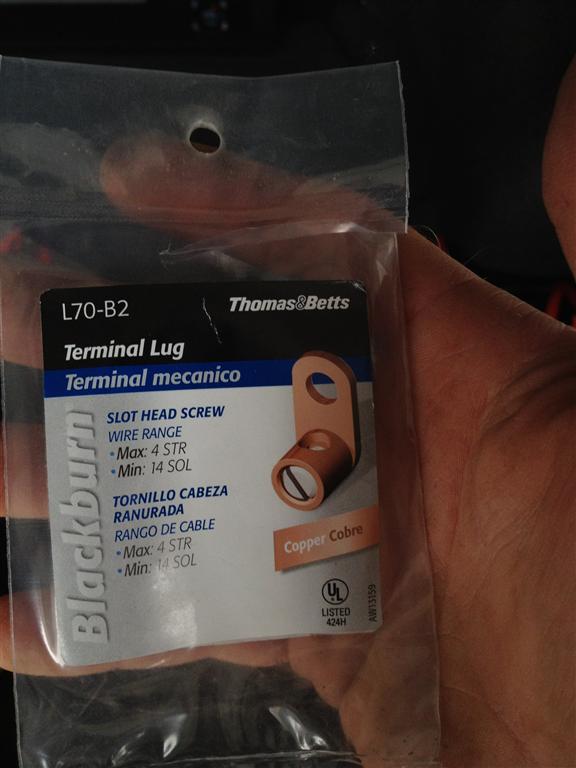 L70-B2
Thomas&Betts
Terminal Lug
Terminal mecanico
Blackburn
SLOT HEAD SCREW
WIRE RANGE
• Max: 4 STR
• Min: 14 SOL
TORNILLO CABEZA
RANURADA
RANGO DE CABLE
• Max: 4 STR
• Min: 14 SOL
Copper Cobre
UL
LISTED
424H
AW13159